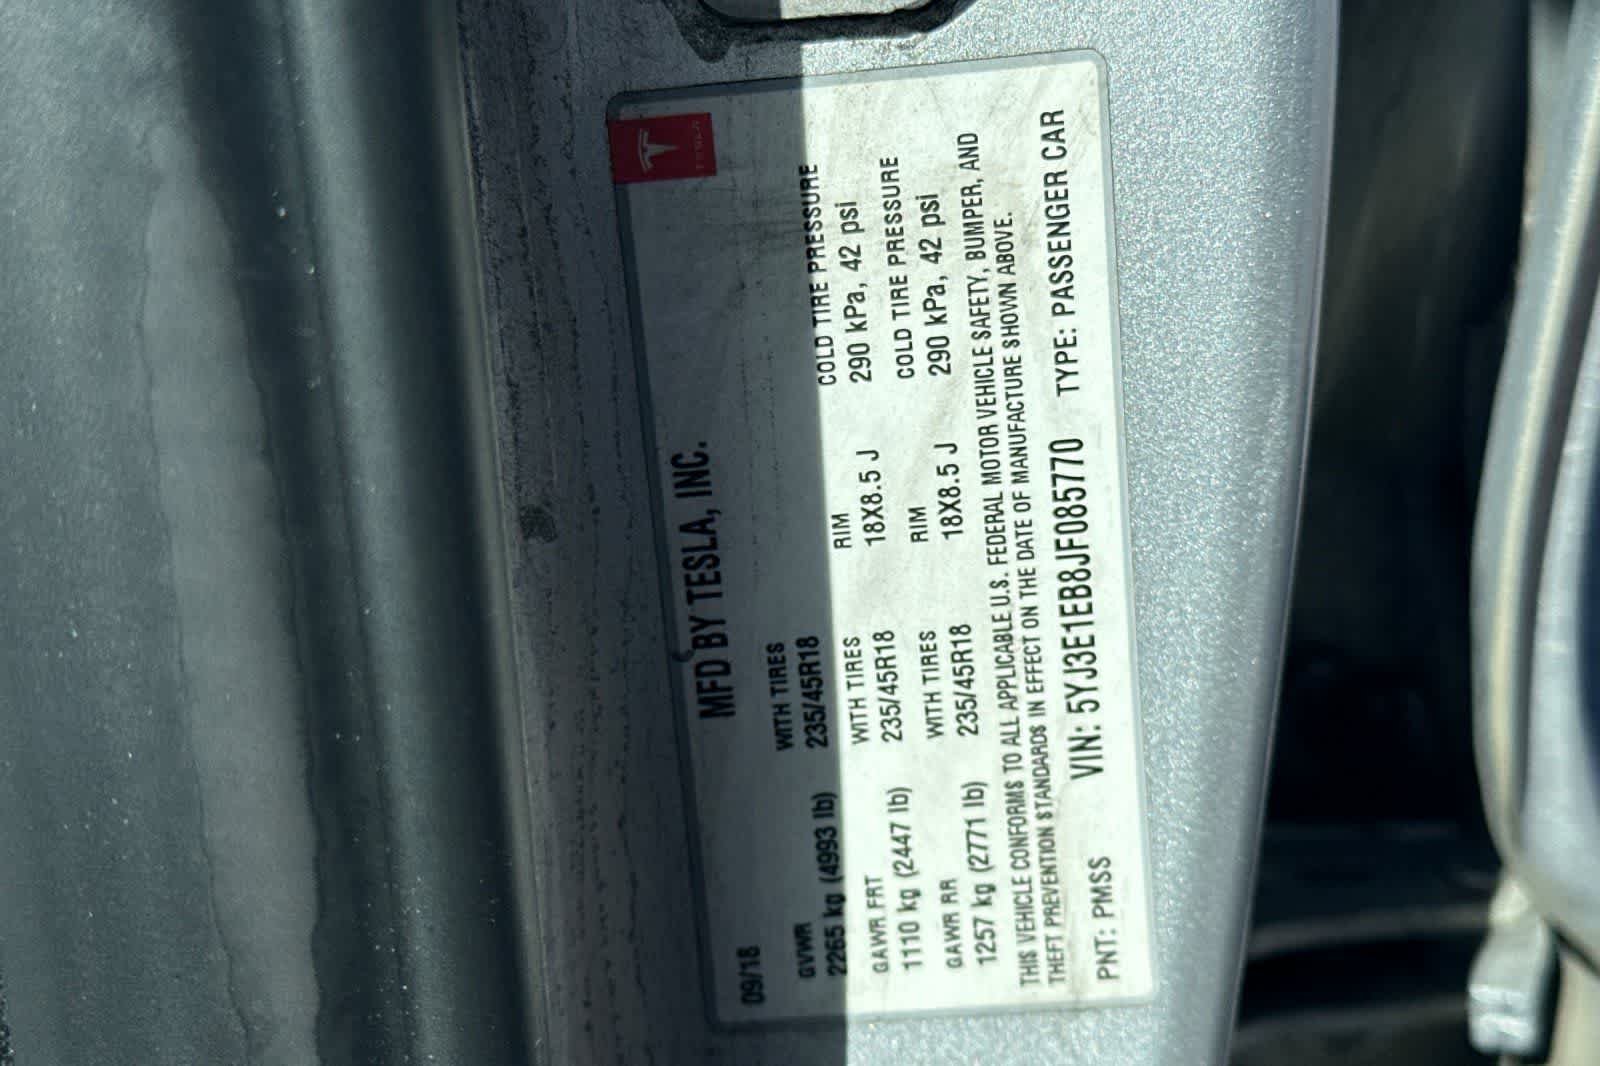 TESLA
MFD BY TESLA, INC.
09/18
GVWR WITH TIRES
2265 kg (4993 lb) 235/45R18
GAWR FRT WITH TIRES RIM COLD TIRE PRESSURE
1110 kg (2447 lb) 235/45R18 18X8.5 J 290 kPa, 42 psi
GAWR RR WITH TIRES RIM COLD TIRE PRESSURE
1257 kg (2771 lb) 235/45R18 18X8.5 J 290 kPa, 42 psi
THIS VEHICLE CONFORMS TO ALL APPLICABLE U.S. FEDERAL MOTOR VEHICLE SAFETY, BUMPER, AND
THEFT PREVENTION STANDARDS IN EFFECT ON THE DATE OF MANUFACTURE SHOWN ABOVE.
PNT: PMSS VIN: 5YJ3E1EB8JF085770 TYPE: PASSENGER CAR